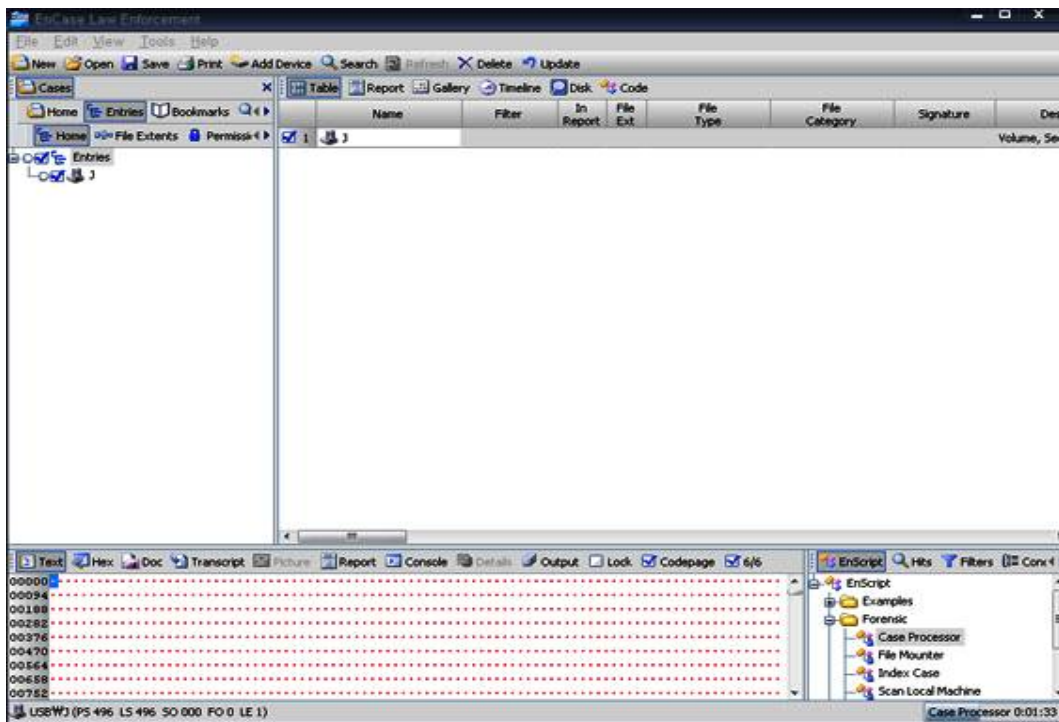 EnCase Law Enforcement
File Edit View Tools Help
New Open Save Print Add Device Search Refresh Delete Update
Cases
Table Report Gallery Timeline Disk Code
Home Entries Bookmarks
Home File Extents Permissi
Name Filter In Report File Ext File Type File Category Signature Des
1 J Volume, Se
Entries
J
Text Hex Doc Transcript Picture Report Console Details Output Lock Codepage 6/6
EnScript Hits Filters Con
00000
00094
00188
00282
00376
00470
00564
00658
00752
EnScript
Examples
Forensic
Case Processor
File Mounter
Index Case
Scan Local Machine
USB₩J (PS 496 LS 496 SO 000 FO 0 LE 1)
Case Processor 0:01:33